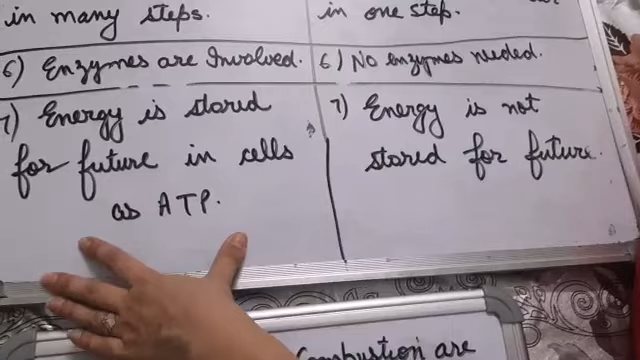 in many steps.
in one step.
6) Enzymes are Involved.
6) No enzymes needed.
7) Energy is stored
for future in cells
as ATP.
7) Energy is not
stored for future.
Combustion are